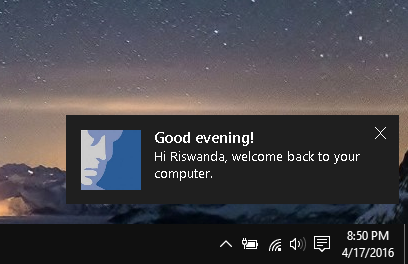 Good evening!
Hi Riswanda, welcome back to your
computer.
8:50 PM
4/17/2016